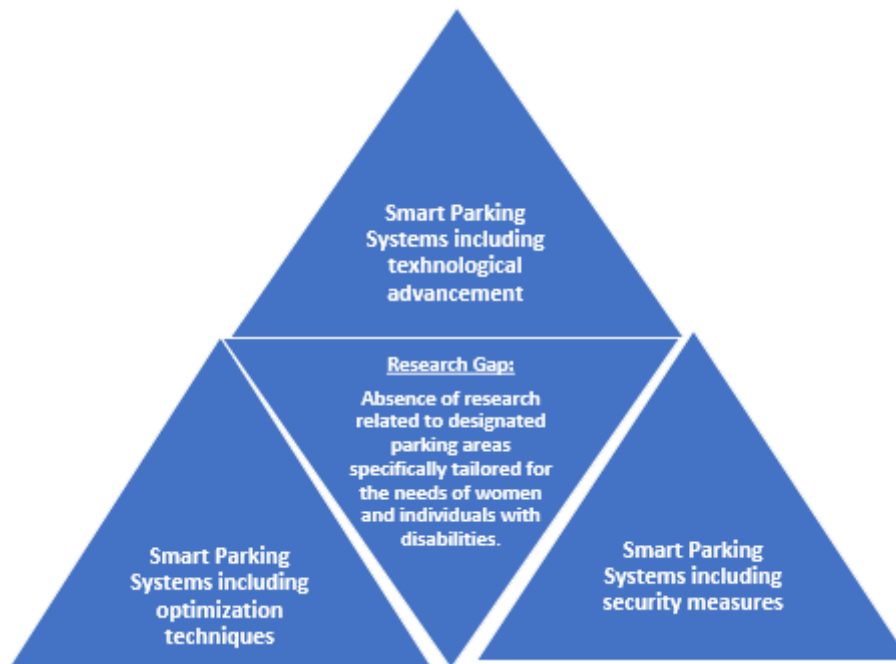 Smart Parking
Systems including
texhnological
advancement
Research Gap:
Absence of research
related to designated
parking areas
specifically tailored for
the needs of women
and individuals with
disabilities.
Smart Parking
Systems including
optimization
techniques
Smart Parking
Systems including
security measures